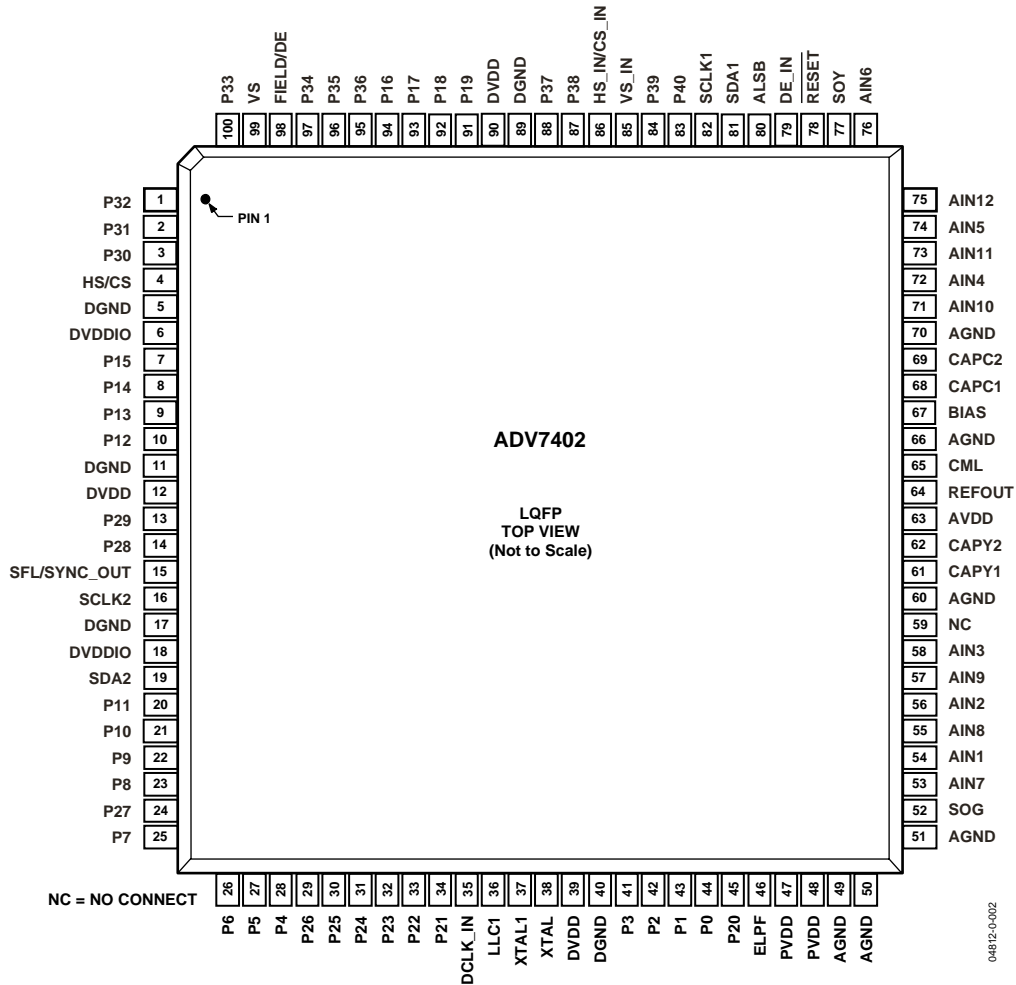 P33
VS
FIELD/DE
P34
P35
P36
P16
P17
P18
P19
DVDD
DGND
P37
P38
HS_IN/CS_IN
VS_IN
P39
P40
SCLK1
SDA1
ALSB
DE_IN
RESET
SOY
AIN6
100
99
98
97
96
95
94
93
92
91
90
89
88
87
86
85
84
83
82
81
80
79
78
77
76
P32 1
P31 2
P30 3
HS/CS 4
DGND 5
DVDDIO 6
P15 7
P14 8
P13 9
P12 10
DGND 11
DVDD 12
P29 13
P28 14
SFL/SYNC_OUT 15
SCLK2 16
DGND 17
DVDDIO 18
SDA2 19
P11 20
P10 21
P9 22
P8 23
P27 24
P7 25
PIN 1
ADV7402
LQFP
TOP VIEW
(Not to Scale)
75 AIN12
74 AIN5
73 AIN11
72 AIN4
71 AIN10
70 AGND
69 CAPC2
68 CAPC1
67 BIAS
66 AGND
65 CML
64 REFOUT
63 AVDD
62 CAPY2
61 CAPY1
60 AGND
59 NC
58 AIN3
57 AIN9
56 AIN2
55 AIN8
54 AIN1
53 AIN7
52 SOG
51 AGND
NC = NO CONNECT
26
27
28
29
30
31
32
33
34
35
36
37
38
39
40
41
42
43
44
45
46
47
48
49
50
P6
P5
P4
P26
P25
P24
P23
P22
P21
DCLK_IN
LLC1
XTAL1
XTAL
DVDD
DGND
P3
P2
P1
P0
P20
ELPF
PVDD
PVDD
AGND
AGND
04812-0-002